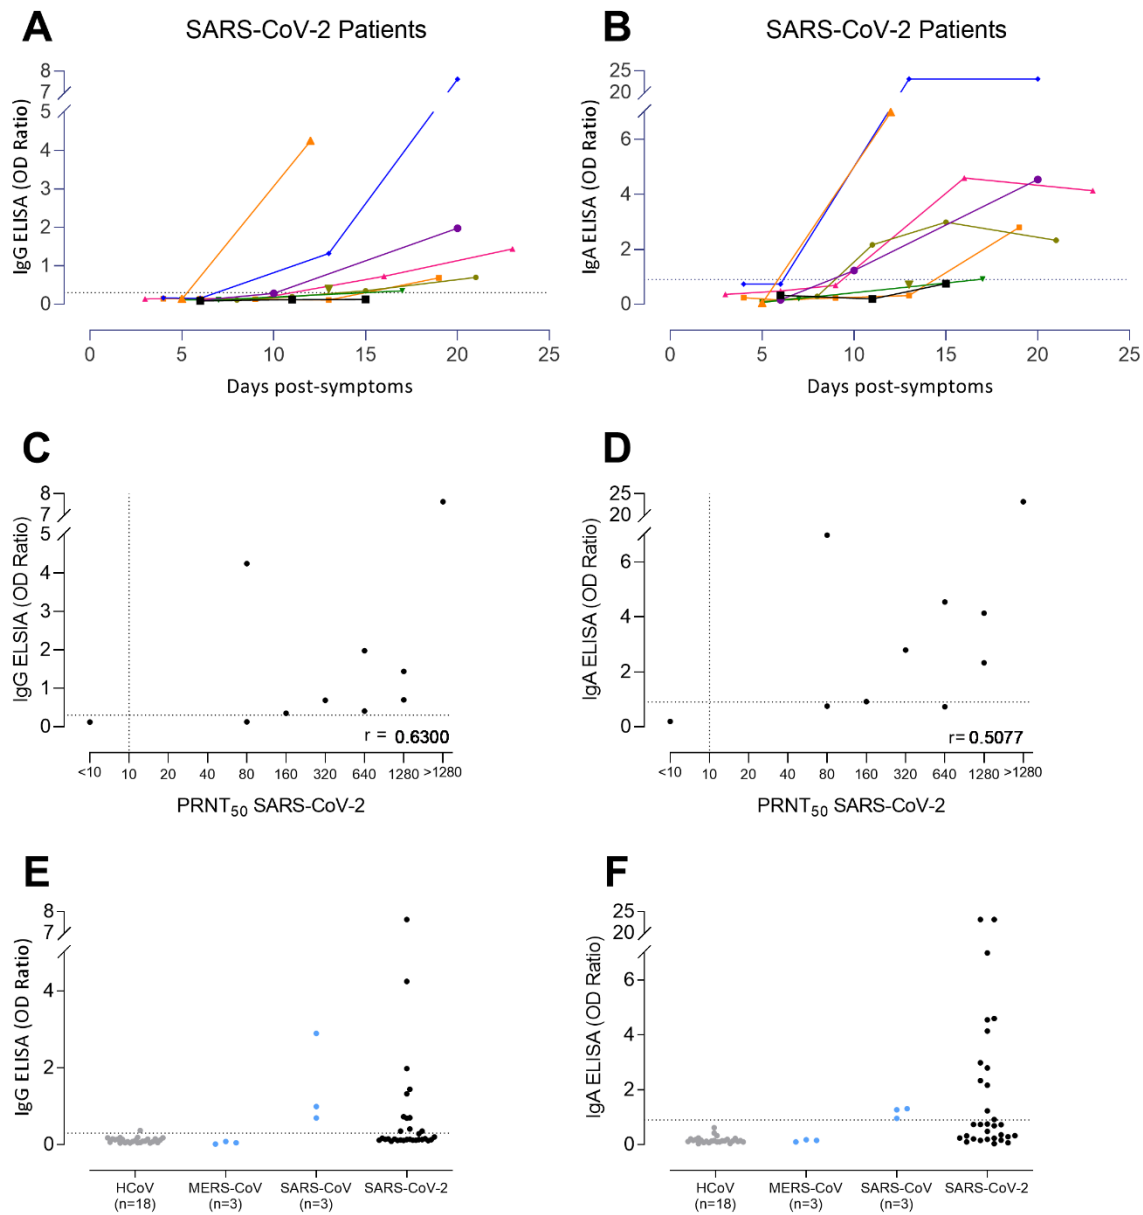 A
SARS-CoV-2 Patients
IgG ELISA (OD Ratio)
8
7
5
4
3
2
1
0
0 5 10 15 20 25
Days post-symptoms
B
SARS-CoV-2 Patients
IgA ELISA (OD Ratio)
25
20
6
4
2
0
0 5 10 15 20 25
Days post-symptoms
C
IgG ELSIA (OD Ratio)
8
7
5
4
3
2
1
0
r = 0.6300
<10 10 20 40 80 160 320 640 1280 >1280
PRNT50 SARS-CoV-2
D
IgA ELISA (OD Ratio)
25
20
6
4
2
0
r= 0.5077
<10 10 20 40 80 160 320 640 1280 >1280
PRNT50 SARS-CoV-2
E
IgG ELISA (OD Ratio)
8
7
4
2
0
HCoV MERS-CoV SARS-CoV SARS-CoV-2
(n=18) (n=3) (n=3)
F
IgA ELISA (OD Ratio)
25
20
6
4
2
0
HCoV MERS-CoV SARS-CoV SARS-CoV-2
(n=18) (n=3) (n=3)